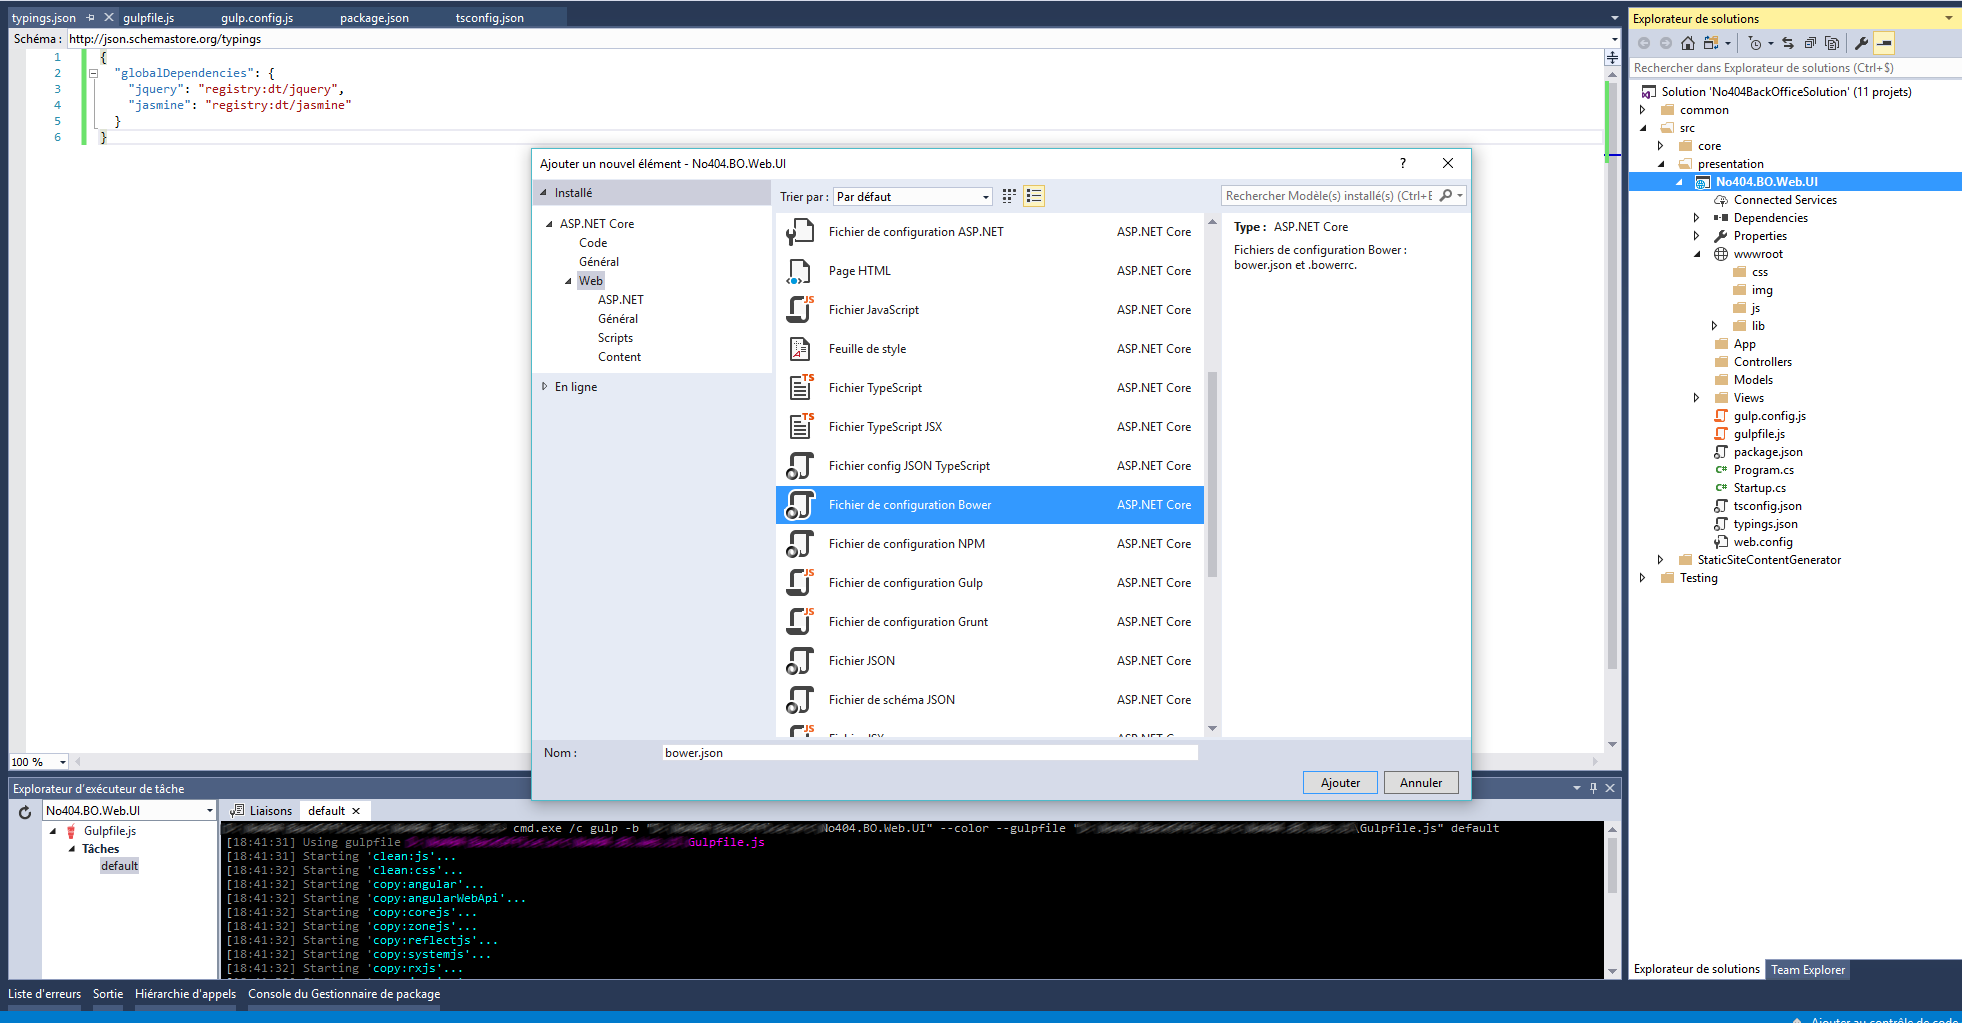 typings.json
gulpfile.js
gulp.config.js
package.json
tsconfig.json
Schéma : http://json.schemastore.org/typings
1 {
2 "globalDependencies": {
3 "jquery": "registry:dt/jquery",
4 "jasmine": "registry:dt/jasmine"
5 }
6 }
100 %
Ajouter un nouvel élément - No404.BO.Web.UI
?
Installé
ASP.NET Core
Code
Général
Web
ASP.NET
Général
Scripts
Content
En ligne
Trier par : Par défaut
Rechercher Modèle(s) installé(s) (Ctrl+E
Fichier de configuration ASP.NET ASP.NET Core
Page HTML ASP.NET Core
Fichier JavaScript ASP.NET Core
Feuille de style ASP.NET Core
Fichier TypeScript ASP.NET Core
Fichier TypeScript JSX ASP.NET Core
Fichier config JSON TypeScript ASP.NET Core
Fichier de configuration Bower ASP.NET Core
Fichier de configuration NPM ASP.NET Core
Fichier de configuration Gulp ASP.NET Core
Fichier de configuration Grunt ASP.NET Core
Fichier JSON ASP.NET Core
Fichier de schéma JSON ASP.NET Core
Type : ASP.NET Core
Fichiers de configuration Bower :
bower.json et .bowerrc.
Nom : bower.json
Ajouter
Annuler
Explorateur d'exécuteur de tâche
No404.BO.Web.UI
Gulpfile.js
Tâches
default
Liaisons
default
cmd.exe /c gulp -b " No404.BO.Web.UI" --color --gulpfile " \Gulpfile.js" default
[18:41:31] Using gulpfile Gulpfile.js
[18:41:31] Starting 'clean:js'...
[18:41:32] Starting 'clean:css'...
[18:41:32] Starting 'copy:angular'...
[18:41:32] Starting 'copy:angularWebApi'...
[18:41:32] Starting 'copy:corejs'...
[18:41:32] Starting 'copy:zonejs'...
[18:41:32] Starting 'copy:reflectjs'...
[18:41:32] Starting 'copy:systemjs'...
[18:41:32] Starting 'copy:rxjs'...
Liste d'erreurs
Sortie
Hiérarchie d'appels
Console du Gestionnaire de package
Explorateur de solutions
Rechercher dans Explorateur de solutions (Ctrl+$)
Solution 'No404BackOfficeSolution' (11 projets)
common
src
core
presentation
No404.BO.Web.UI
Connected Services
Dependencies
Properties
wwwroot
css
img
js
lib
App
Controllers
Models
Views
gulp.config.js
gulpfile.js
package.json
Program.cs
Startup.cs
tsconfig.json
typings.json
web.config
StaticSiteContentGenerator
Testing
Explorateur de solutions
Team Explorer
Ajouter au contrôle de code